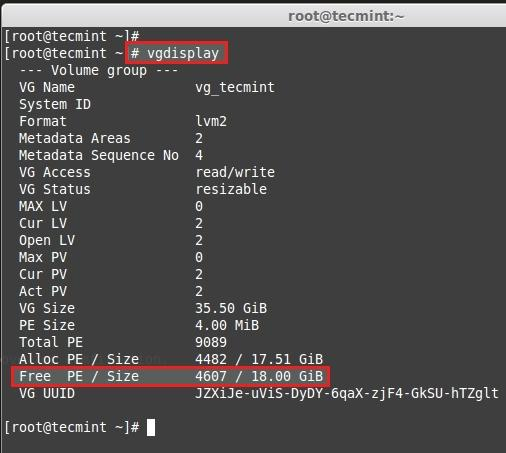 root@tecmint:~
[root@tecmint ~]#
[root@tecmint ~ # vgdisplay
--- Volume group ---
VG Name vg_tecmint
System ID
Format lvm2
Metadata Areas 2
Metadata Sequence No 4
VG Access read/write
VG Status resizable
MAX LV 0
Cur LV 2
Open LV 2
Max PV 0
Cur PV 2
Act PV 2
VG Size 35.50 GiB
PE Size 4.00 MiB
Total PE 9089
Alloc PE / Size 4482 / 17.51 GiB
Free PE / Size 4607 / 18.00 GiB
VG UUID JZXiJe-uViS-DyDY-6qaX-zjF4-GkSU-hTZglt
[root@tecmint ~]#